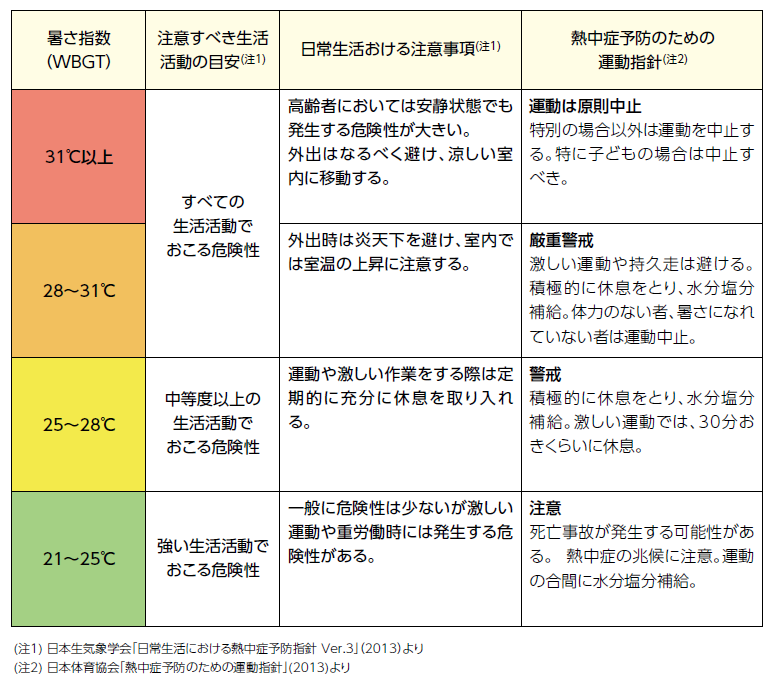 暑さ指数
(WBGT)
注意すべき生活
活動の目安(注1)
日常生活おける注意事項(注1)
熱中症予防のための
運動指針(注2)
31℃以上
すべての
生活活動で
おこる危険性
高齢者においては安静状態でも
発生する危険性が大きい。
外出はなるべく避け、涼しい室
内に移動する。
運動は原則中止
特別の場合以外は運動を中止す
る。特に子どもの場合は中止す
べき。
28～31℃
外出時は炎天下を避け、室内で
は室温の上昇に注意する。
厳重警戒
激しい運動や持久走は避ける。
積極的に休息をとり、水分塩分
補給。体力のない者、暑さになれ
ていない者は運動中止。
25～28℃
中等度以上の
生活活動で
おこる危険性
運動や激しい作業をする際は定
期的に充分に休息を取り入れ
る。
警戒
積極的に休息をとり、水分塩分
補給。激しい運動では、30分お
きくらいに休息。
21～25℃
強い生活活動で
おこる危険性
一般に危険性は少ないが激しい
運動や重労働時には発生する危
険性がある。
注意
死亡事故が発生する可能性があ
る。　熱中症の兆候に注意。運動
の合間に水分塩分補給。
(注1) 日本生気象学会「日常生活における熱中症予防指針 Ver.3」(2013)より
(注2) 日本体育協会「熱中症予防のための運動指針」(2013)より